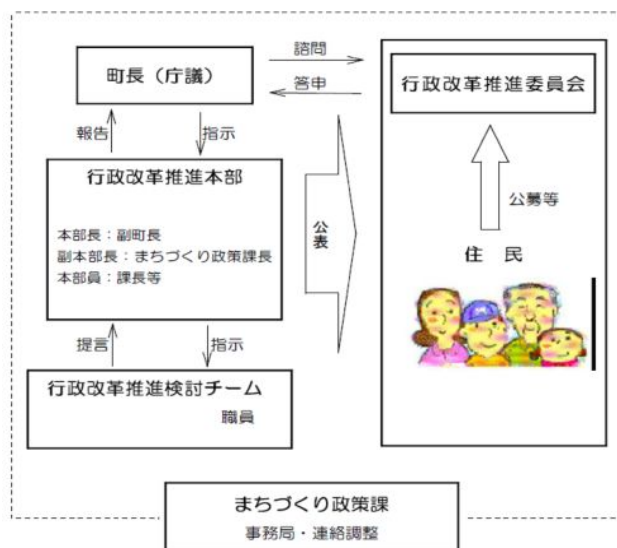 諮問
町長（庁議）
答申
行政改革推進委員会
報告
指示
行政改革推進本部
本部長：副町長
副本部長：まちづくり政策課長
本部員：課長等
公表
公募等
住 民
提言
指示
行政改革推進検討チーム
職員
まちづくり政策課
事務局・連絡調整